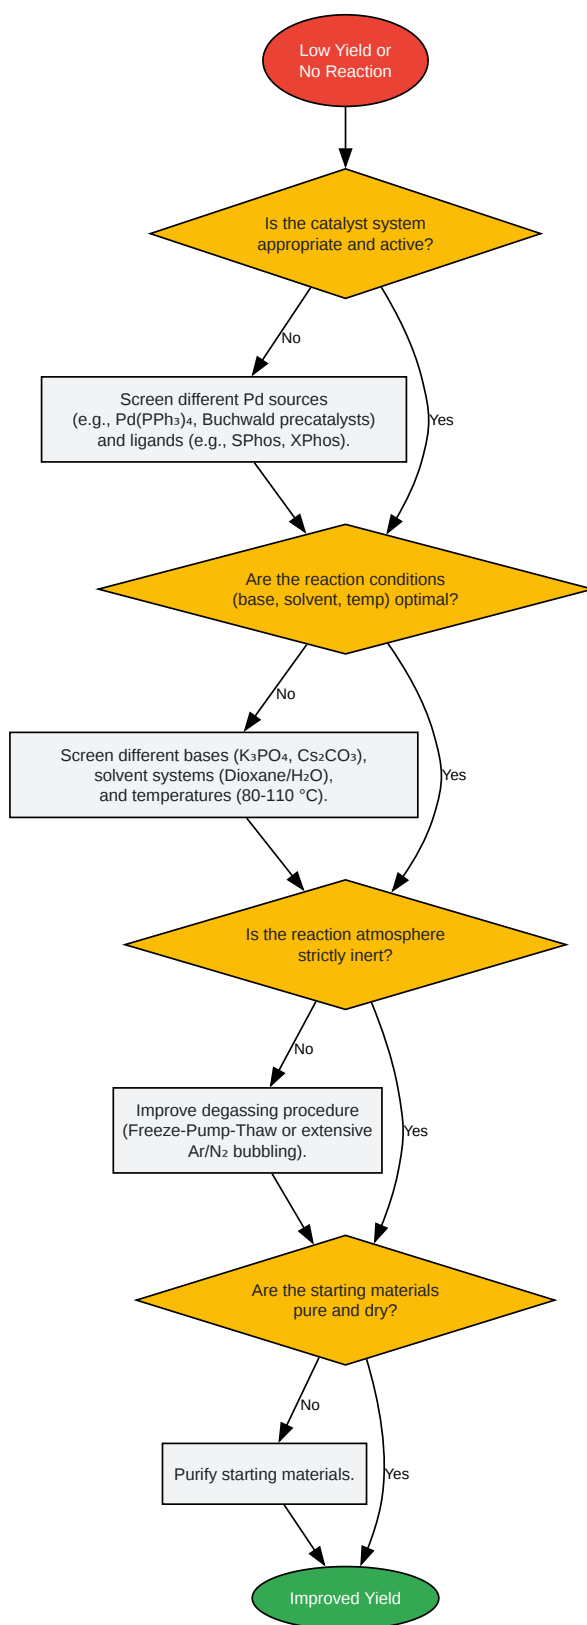 Low Yield or
No Reaction
Is the catalyst system
appropriate and active?
No
Screen different Pd sources
(e.g., Pd(PPh₃)₄, Buchwald precatalysts)
and ligands (e.g., SPhos, XPhos).
Yes
Are the reaction conditions
(base, solvent, temp) optimal?
No
Screen different bases (K₃PO₄, Cs₂CO₃),
solvent systems (Dioxane/H₂O),
and temperatures (80-110 °C).
Yes
Is the reaction atmosphere
strictly inert?
No
Improve degassing procedure
(Freeze-Pump-Thaw or extensive
Ar/N₂ bubbling).
Yes
Are the starting materials
pure and dry?
No
Purify starting materials.
Yes
Improved Yield